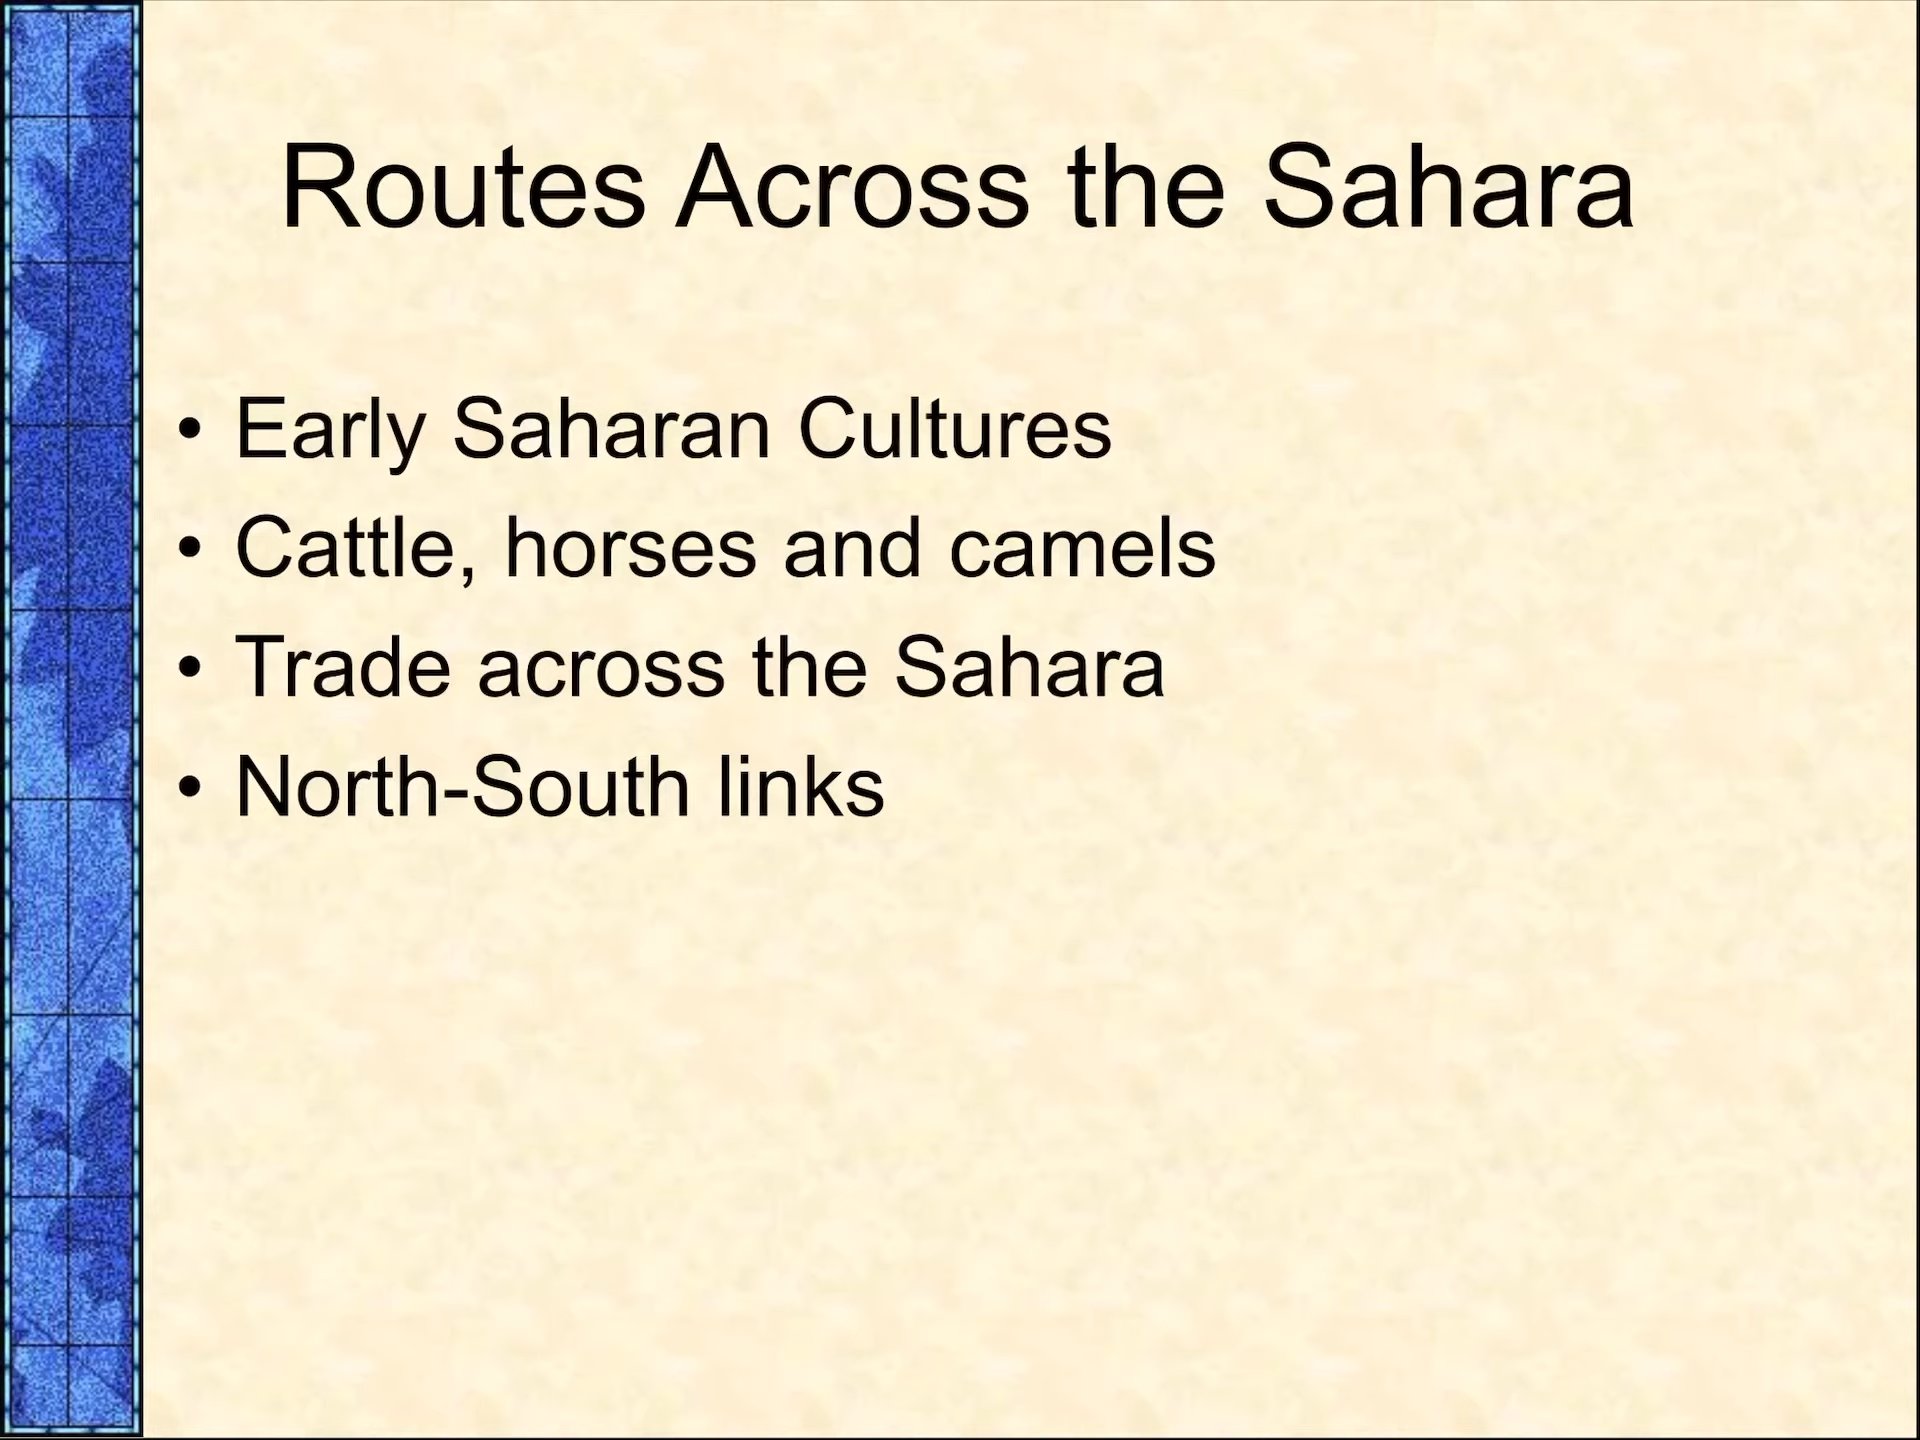 Routes Across the Sahara
• Early Saharan Cultures
• Cattle, horses and camels
• Trade across the Sahara
• North-South links